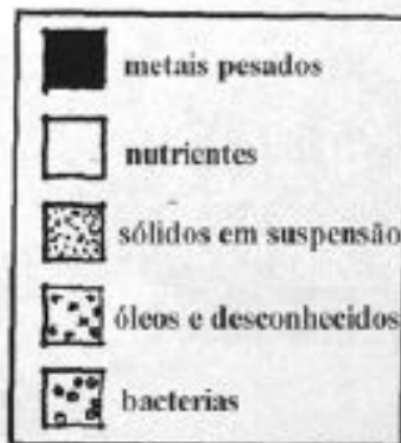 metais pesados
nutrientes
sólidos em suspensão
óleos e desconhecidos
bacterias